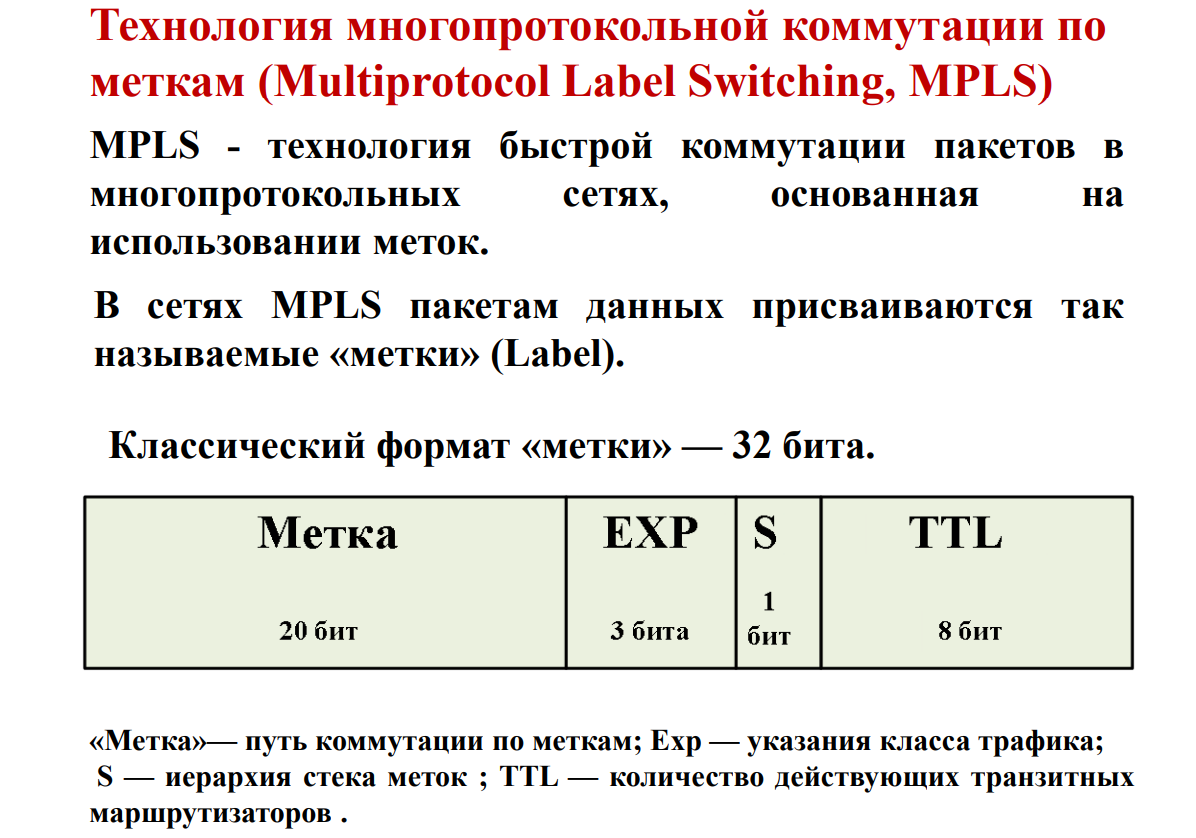 Технология многопротокольной коммутации по
меткам (Multiprotocol Label Switching, MPLS)
MPLS - технология быстрой коммутации пакетов в
многопротокольных сетях, основанная на
использовании меток.
В сетях MPLS пакетам данных присваиваются так
называемые «метки» (Label).
Классический формат «метки» — 32 бита.
Метка EXP S TTL
20 бит 3 бита 1 бит 8 бит
«Метка»— путь коммутации по меткам; Exp — указания класса трафика;
S — иерархия стека меток ; TTL — количество действующих транзитных
маршрутизаторов .